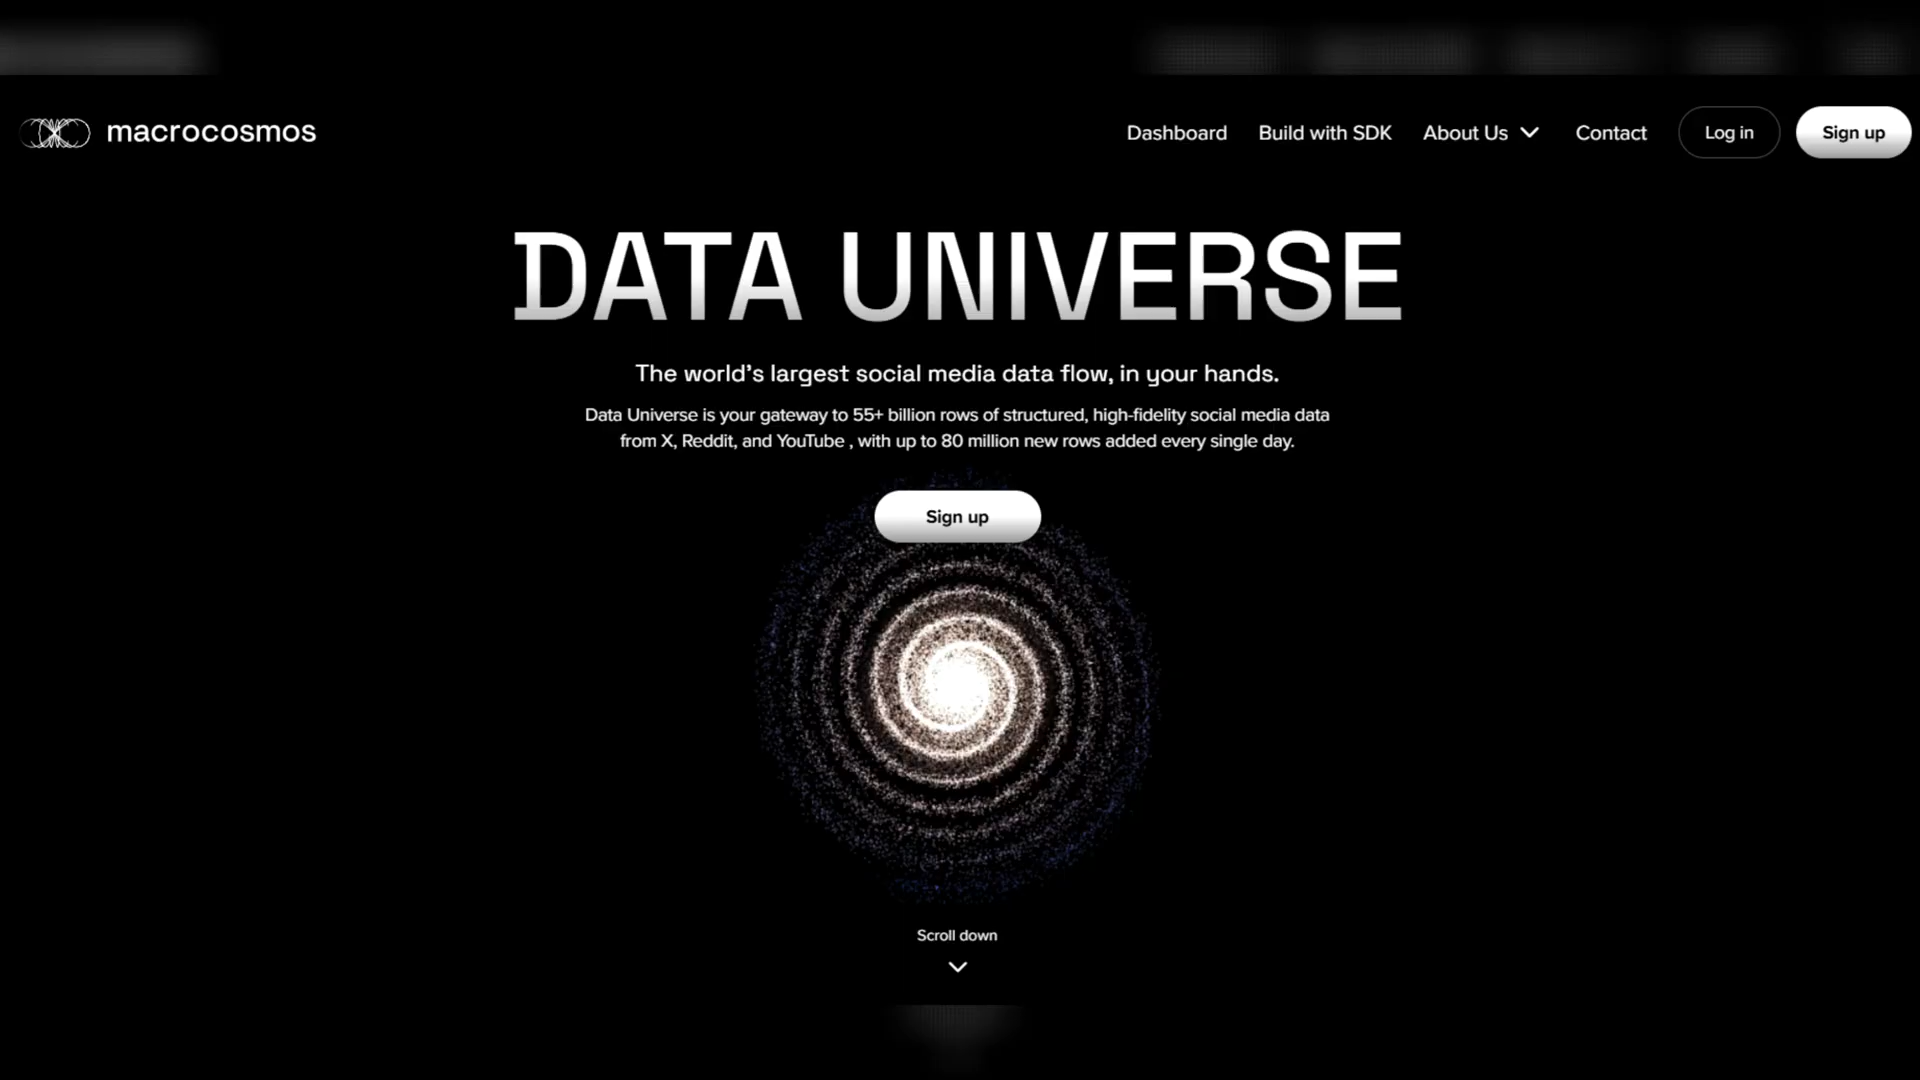 macrocosmos
Dashboard
Build with SDK
About Us
Contact
Log in
Sign up
DATA UNIVERSE
The world's largest social media data flow, in your hands.
Data Universe is your gateway to 55+ billion rows of structured, high-fidelity social media data
from X, Reddit, and YouTube , with up to 80 million new rows added every single day.
Sign up
Scroll down